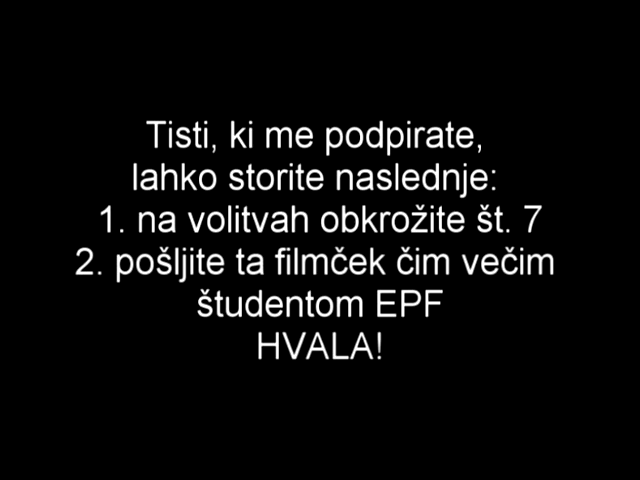 Tisti, ki me podpirate,
lahko storite naslednje:
1. na volitvah obkrožite št. 7
2. pošljite ta filmček čim večim
študentom EPF
HVALA!